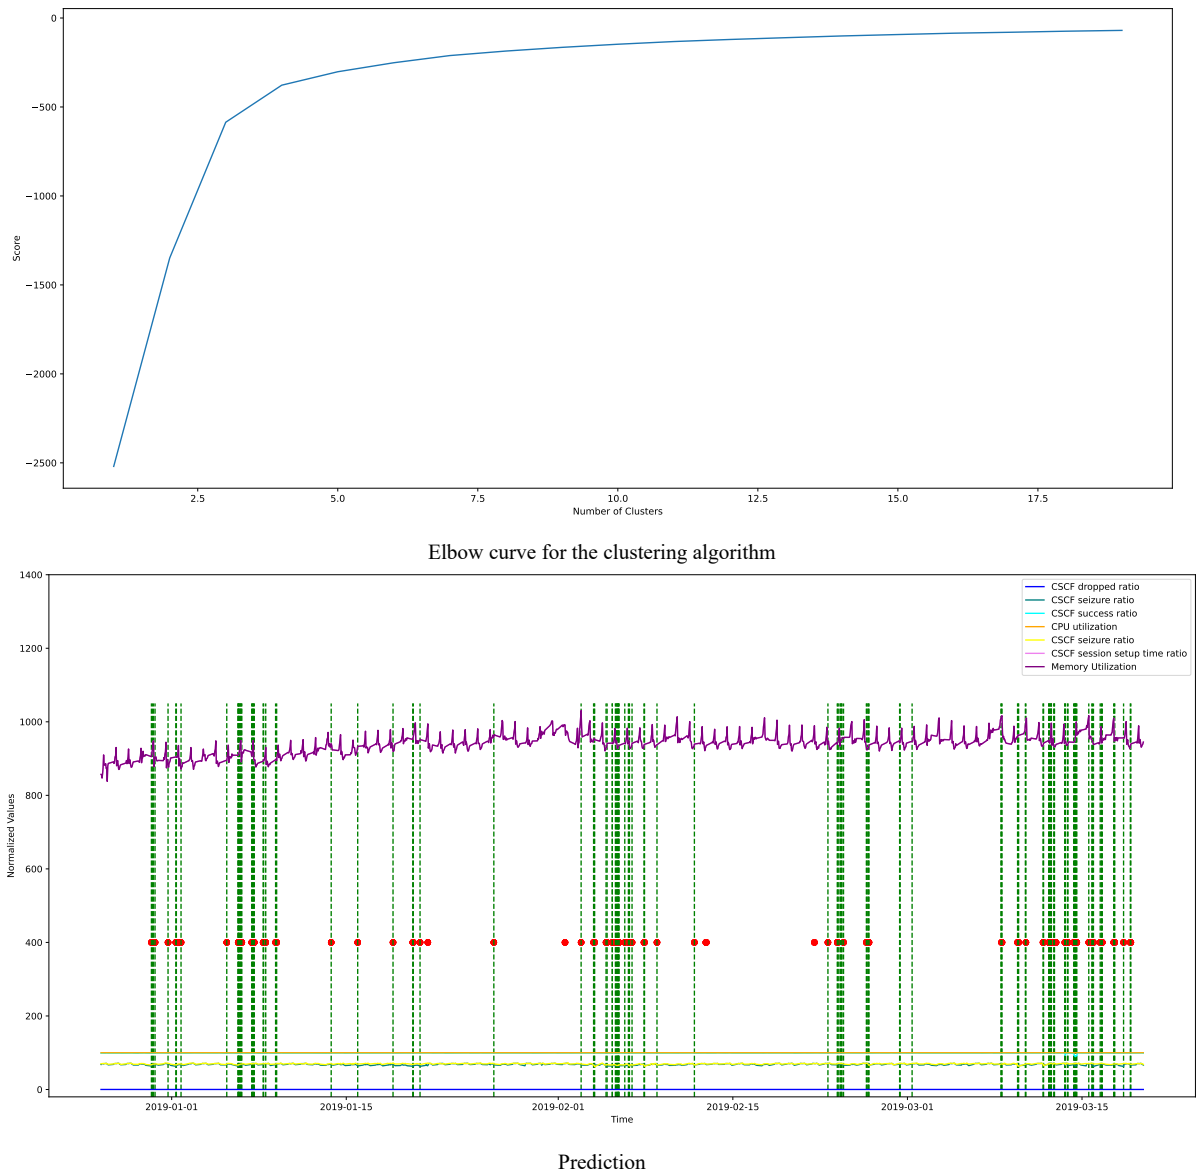 0
−500
−1000
−1500
−2000
−2500
Score
2.5 5.0 7.5 10.0 12.5 15.0 17.5
Number of Clusters
Elbow curve for the clustering algorithm
1400
1200
1000
800
600
400
200
0
Normalized Values
CSCF dropped ratio
CSCF seizure ratio
CSCF success ratio
CPU utilization
CSCF seizure ratio
CSCF session setup time ratio
Memory Utilization
2019-01-01 2019-01-15 2019-02-01 2019-02-15 2019-03-01 2019-03-15
Time
Prediction